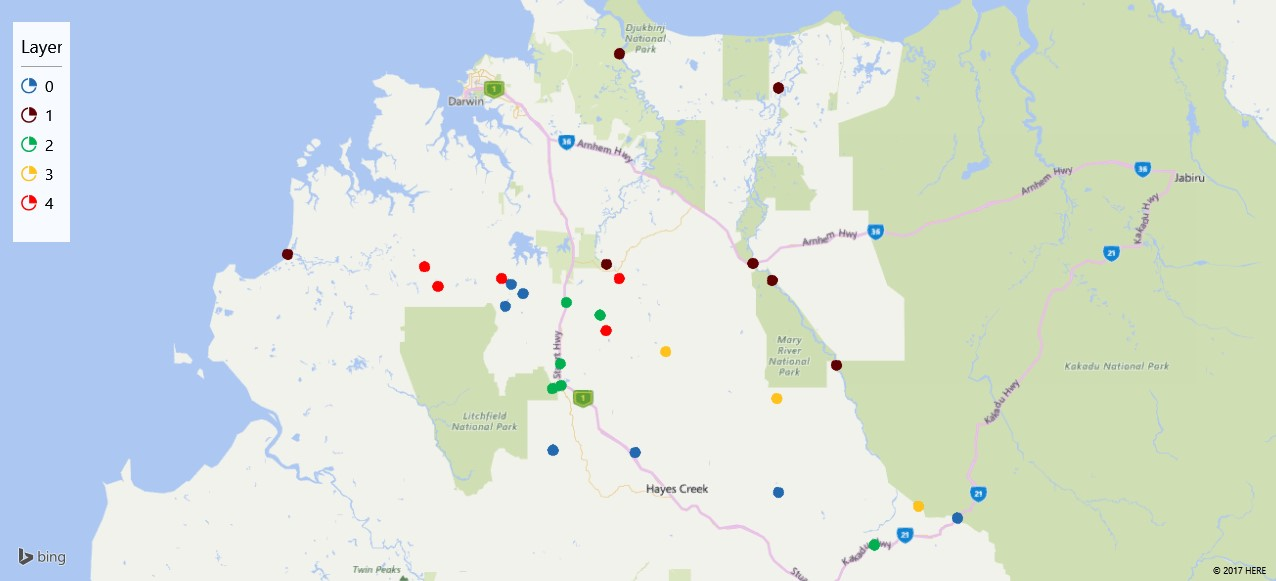 Layer
0
1
2
3
4
Djukbinj
National
Park
Darwin
1
36
Arnhem Hwy
Arnhem Hwy
36
Jabiru
Kakadu Hwy
Arnhem Hwy
36
21
Stuart Hwy
Mary
River
National
Park
Kakadu National Park
1
Litchfield
National Park
Kakadu Hwy
Hayes Creek
21
21
Kakadu Hwy
bing
Twin Peaks
© 2017 HERE